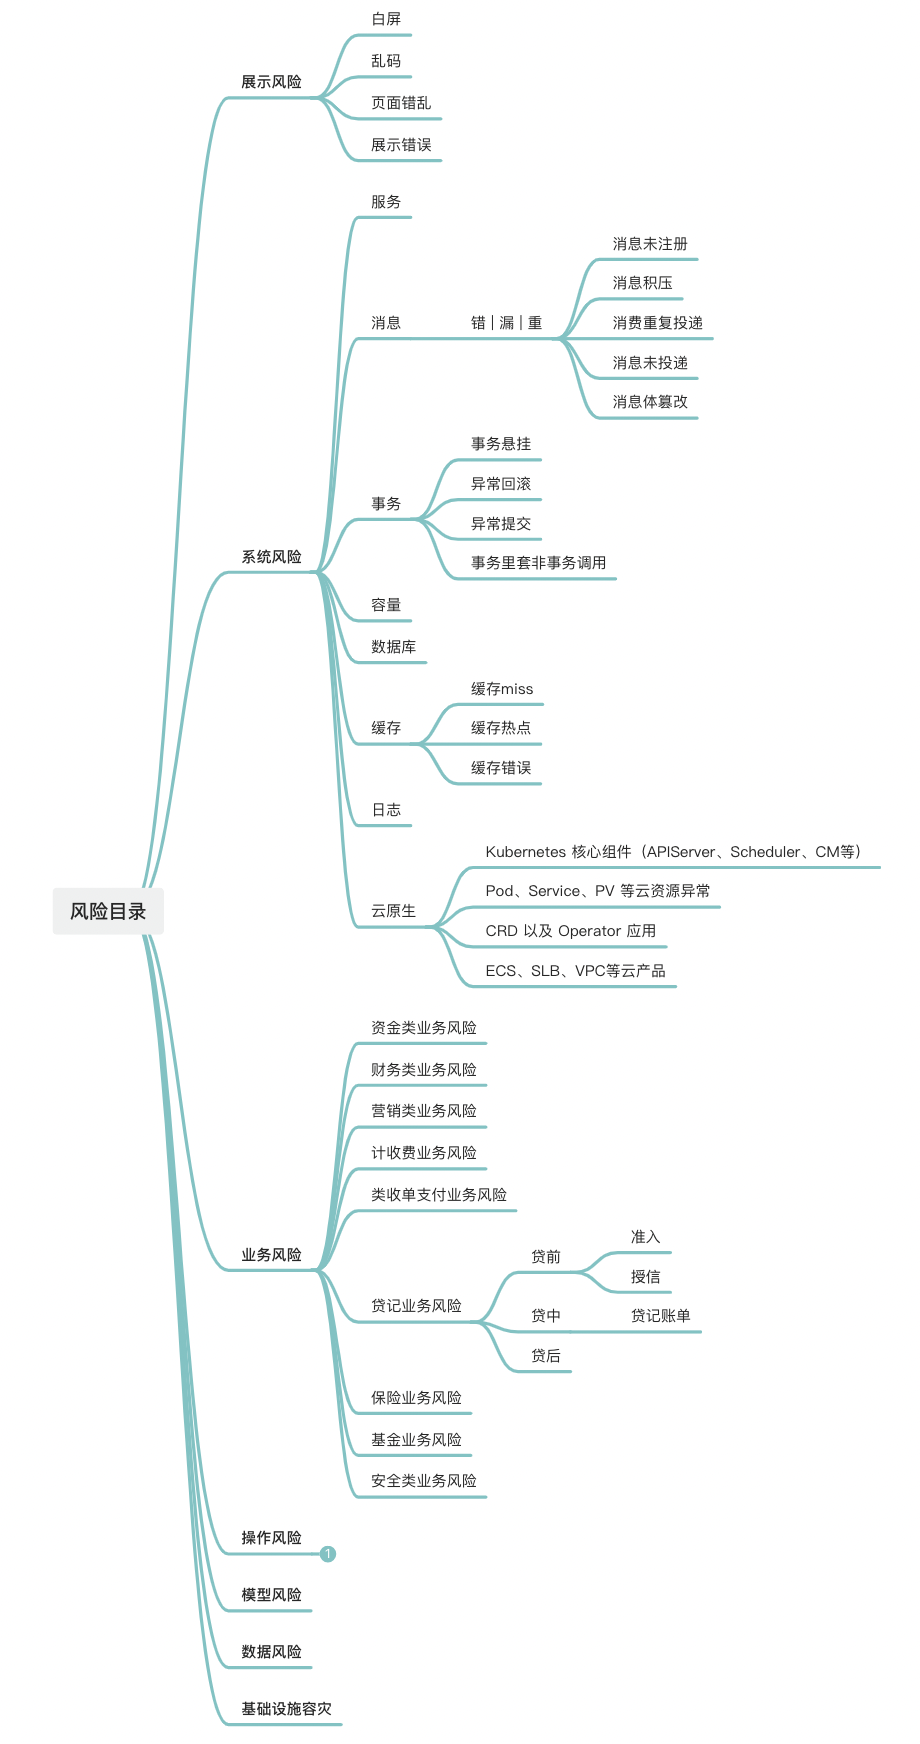 风险目录
展示风险
白屏
乱码
页面错乱
展示错误
系统风险
服务
消息
错 | 漏 | 重
消息未注册
消息积压
消费重复投递
消息未投递
消息体篡改
事务
事务悬挂
异常回滚
异常提交
事务里套非事务调用
容量
数据库
缓存
缓存miss
缓存热点
缓存错误
日志
云原生
Kubernetes 核心组件（APIServer、Scheduler、CM等）
Pod、Service、PV 等云资源异常
CRD 以及 Operator 应用
ECS、SLB、VPC等云产品
业务风险
资金类业务风险
财务类业务风险
营销类业务风险
计收费业务风险
类收单支付业务风险
贷记业务风险
贷前
准入
授信
贷中
贷记账单
贷后
保险业务风险
基金业务风险
安全类业务风险
操作风险
1
模型风险
数据风险
基础设施容灾